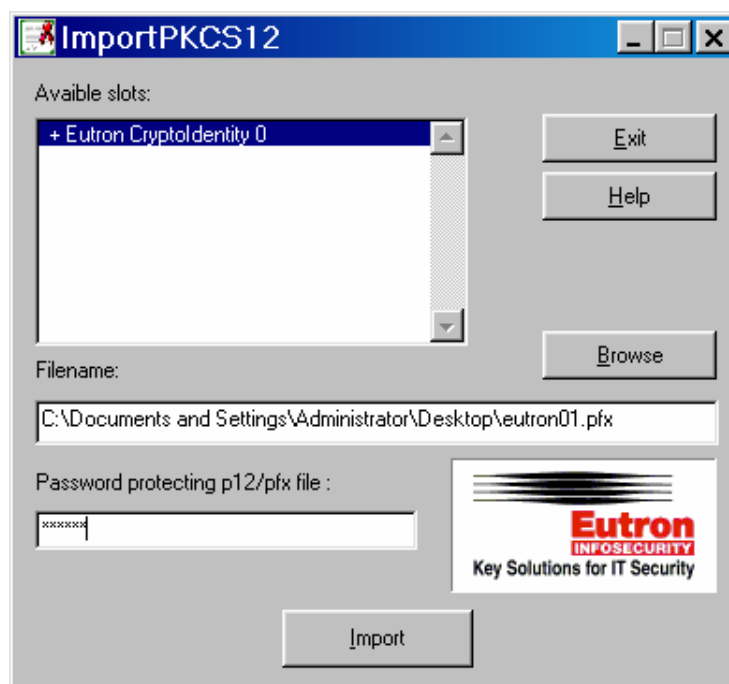 ImportPKCS12
Avaible slots:
+ Eutron CryptoIdentity 0
Exit
Help
Browse
Filename:
C:\Documents and Settings\Administrator\Desktop\eutron01.pfx
Password protecting p12/pfx file :
xxxxxx
Eutron
INFOSECURITY
Key Solutions for IT Security
Import